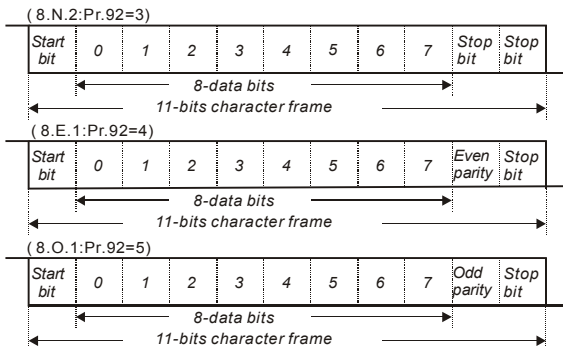 ( 8.N.2:Pr.92=3)
Start bit 0 1 2 3 4 5 6 7 Stop bit Stop bit
8-data bits
11-bits character frame
( 8.E.1:Pr.92=4)
Start bit 0 1 2 3 4 5 6 7 Even parity Stop bit
8-data bits
11-bits character frame
( 8.O.1:Pr.92=5)
Start bit 0 1 2 3 4 5 6 7 Odd parity Stop bit
8-data bits
11-bits character frame